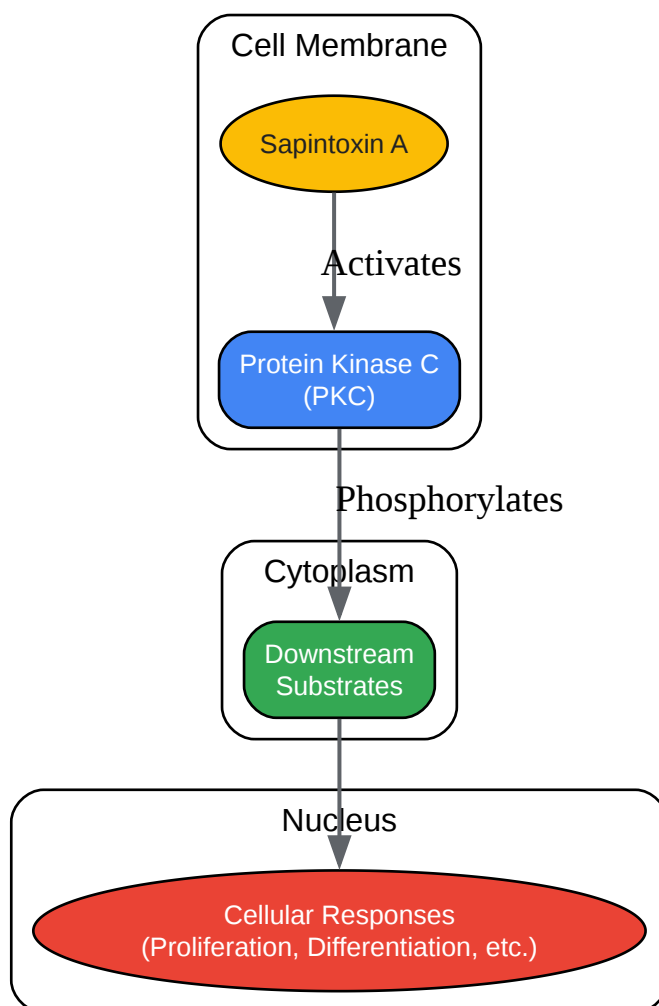 Cell Membrane
Sapintoxin A
Activates
Protein Kinase C
(PKC)
Phosphorylates
Cytoplasm
Downstream
Substrates
Nucleus
Cellular Responses
(Proliferation, Differentiation, etc.)